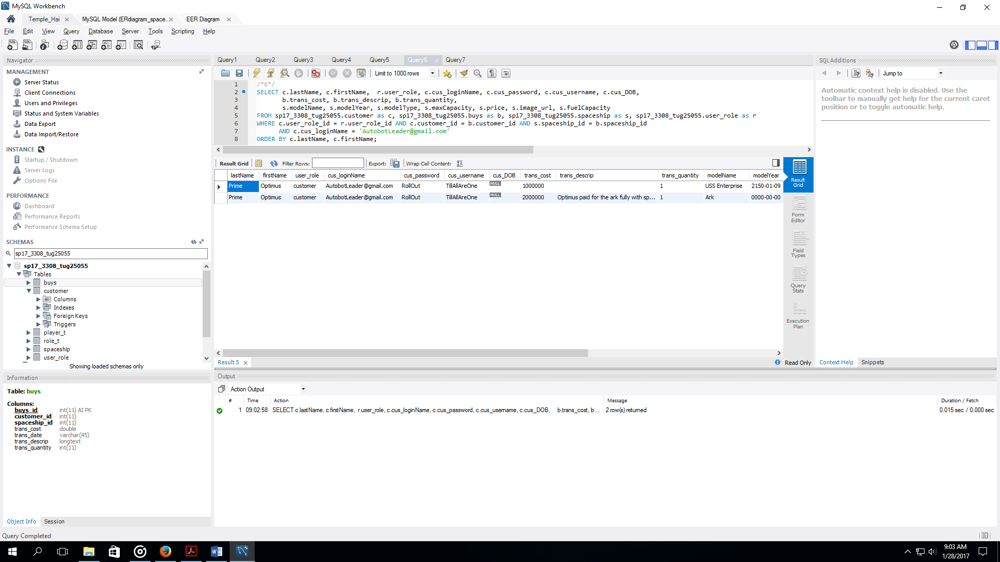 MySQL Workbench
Temple_Hai
MySQL Model (ERdiagram_space..
EER Diagram
File Edit View Query Database Server Tools Scripting Help
Navigator
MANAGEMENT
Server Status
Client Connections
Users and Privileges
Status and System Variables
Data Export
Data Import/Restore
INSTANCE
Startup / Shutdown
Server Logs
Options File
PERFORMANCE
Dashboard
Performance Reports
Performance Schema Setup
SCHEMAS
sp17_3308_tug25055
sp17_3308_tug25055
Tables
buys
customer
Columns
Indexes
Foreign Keys
Triggers
player_t
role_t
spaceship
user_role
Showing loaded schemas only
Information
Table: buys
Columns:
buys_id int(11) AI PK
customer_id int(11)
spaceship_id int(11)
trans_cost double
trans_date varchar(45)
trans_descrip longtext
trans_quantity int(11)
Object Info Session
Query Completed
Query1 Query2 Query3 Query4 Query5 Query6 Query7
Limit to 1000 rows
1 /*6*/
2 SELECT c.lastName, c.firstName, r.user_role, c.cus_loginName, c.cus_password, c.cus_username, c.cus_DOB,
3 b.trans_cost, b.trans_descrip, b.trans_quantity,
4 s.modelName, s.modelYear, s.modelType, s.maxCapacity, s.price, s.image_url, s.fuelCapacity
5 FROM sp17_3308_tug25055.customer as c, sp17_3308_tug25055.buys as b, sp17_3308_tug25055.spaceship as s, sp17_3308_tug25055.user_role as r
6 WHERE c.user_role_id = r.user_role_id AND c.customer_id = b.customer_id AND s.spaceship_id = b.spaceship_id
7 AND c.cus_loginName = 'AutobotLeader@gmail.com'
8 ORDER BY c.lastName, c.firstName;
Result Grid Filter Rows: Export: Wrap Cell Content:
lastName firstName user_role cus_loginName cus_password cus_username cus_DOB trans_cost trans_descrip trans_quantity modelName modelYear
Prime Optimus customer AutobotLeader@gmail.com RollOut TillAllAreOne NULL 1000000 1 USS Enterprise 2150-01-09
Prime Optimus customer AutobotLeader@gmail.com RollOut TillAllAreOne NULL 2000000 Optimus paid for the ark fully with sp... 1 Ark 0000-00-00
Result Grid
Form Editor
Field Types
Query Stats
Execution Plan
Result 5
Read Only
Output
Action Output
# Time Action Message Duration / Fetch
1 09:02:58 SELECT c.lastName, c.firstName, r.user_role, c.cus_loginName, c.cus_password, c.cus_username, c.cus_DOB, b.trans_cost, b.... 2 row(s) returned 0.015 sec / 0.000 sec
SQLAdditions
Jump to
Automatic context help is disabled. Use the
toolbar to manually get help for the current caret
position or to toggle automatic help.
Context Help Snippets
9:03 AM
1/28/2017